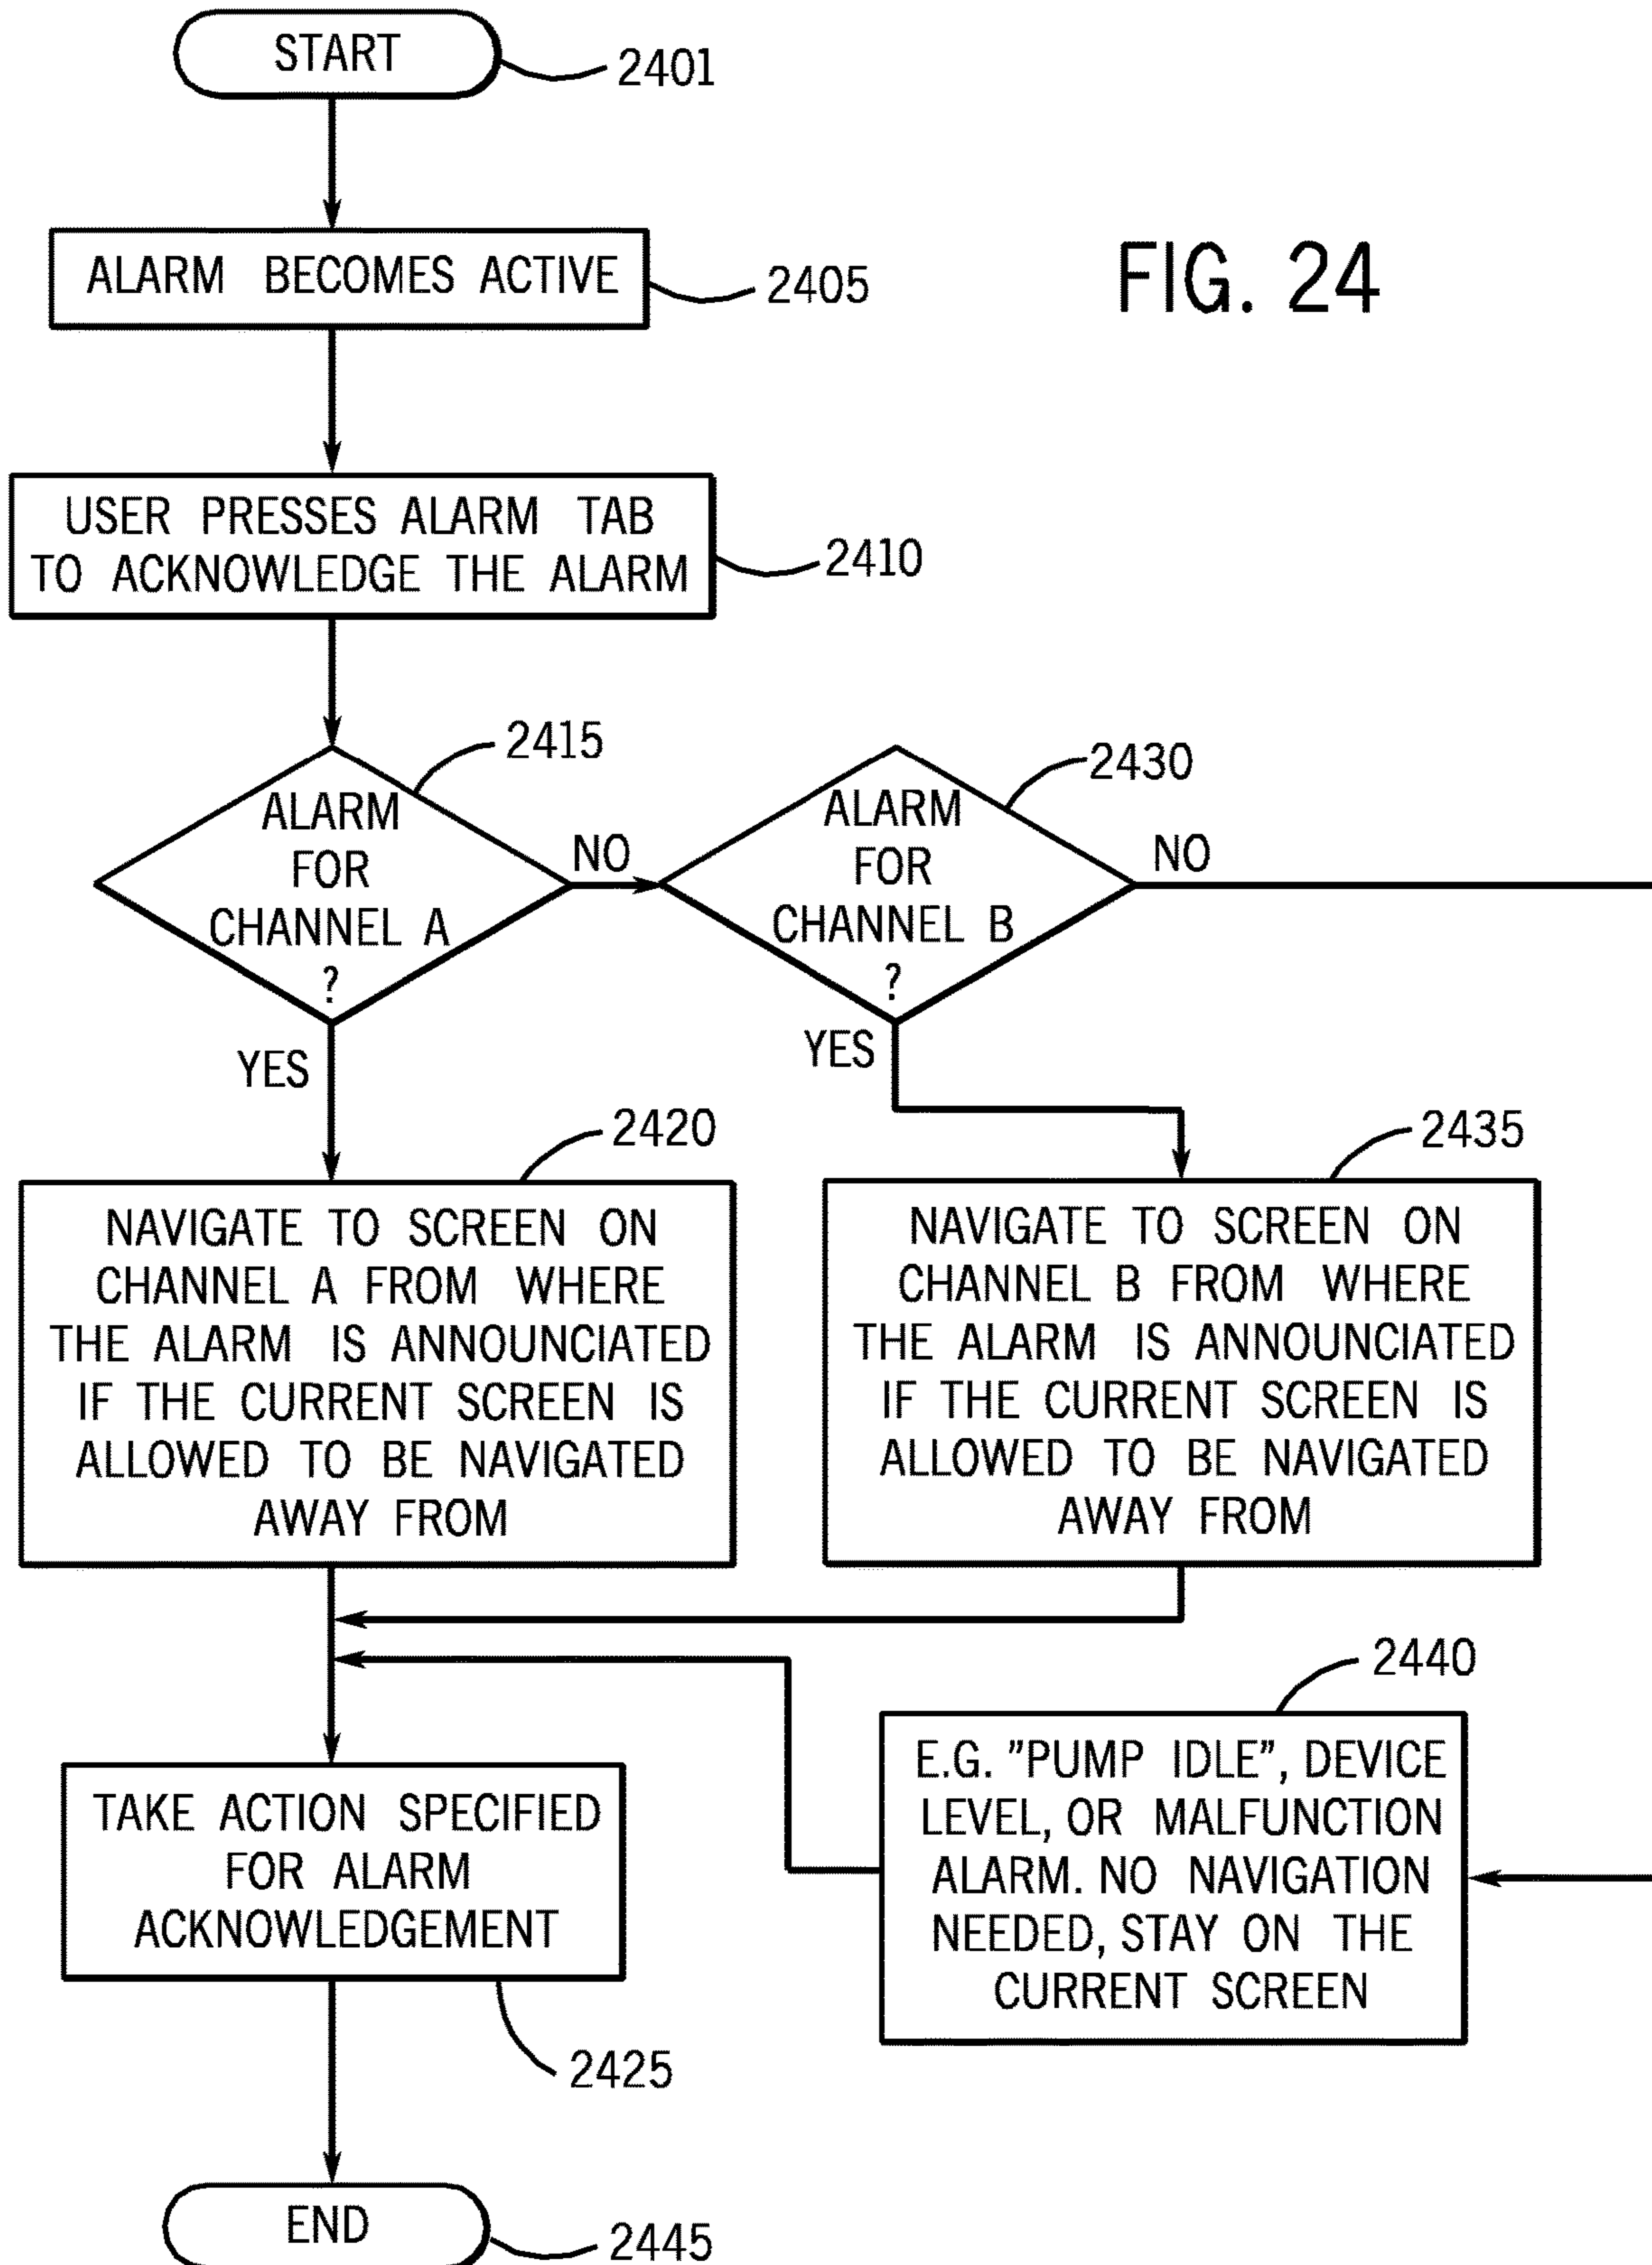 START
2401
ALARM BECOMES ACTIVE
2405
FIG. 24
USER PRESSES ALARM TAB
TO ACKNOWLEDGE THE ALARM
2410
2415
ALARM
FOR
CHANNEL A
?
NO
YES
2430
ALARM
FOR
CHANNEL B
?
NO
YES
2420
NAVIGATE TO SCREEN ON
CHANNEL A FROM WHERE
THE ALARM IS ANNOUNCIATED
IF THE CURRENT SCREEN IS
ALLOWED TO BE NAVIGATED
AWAY FROM
2435
NAVIGATE TO SCREEN ON
CHANNEL B FROM WHERE
THE ALARM IS ANNOUNCIATED
IF THE CURRENT SCREEN IS
ALLOWED TO BE NAVIGATED
AWAY FROM
2440
E.G. "PUMP IDLE", DEVICE
LEVEL, OR MALFUNCTION
ALARM. NO NAVIGATION
NEEDED, STAY ON THE
CURRENT SCREEN
TAKE ACTION SPECIFIED
FOR ALARM
ACKNOWLEDGEMENT
2425
END
2445